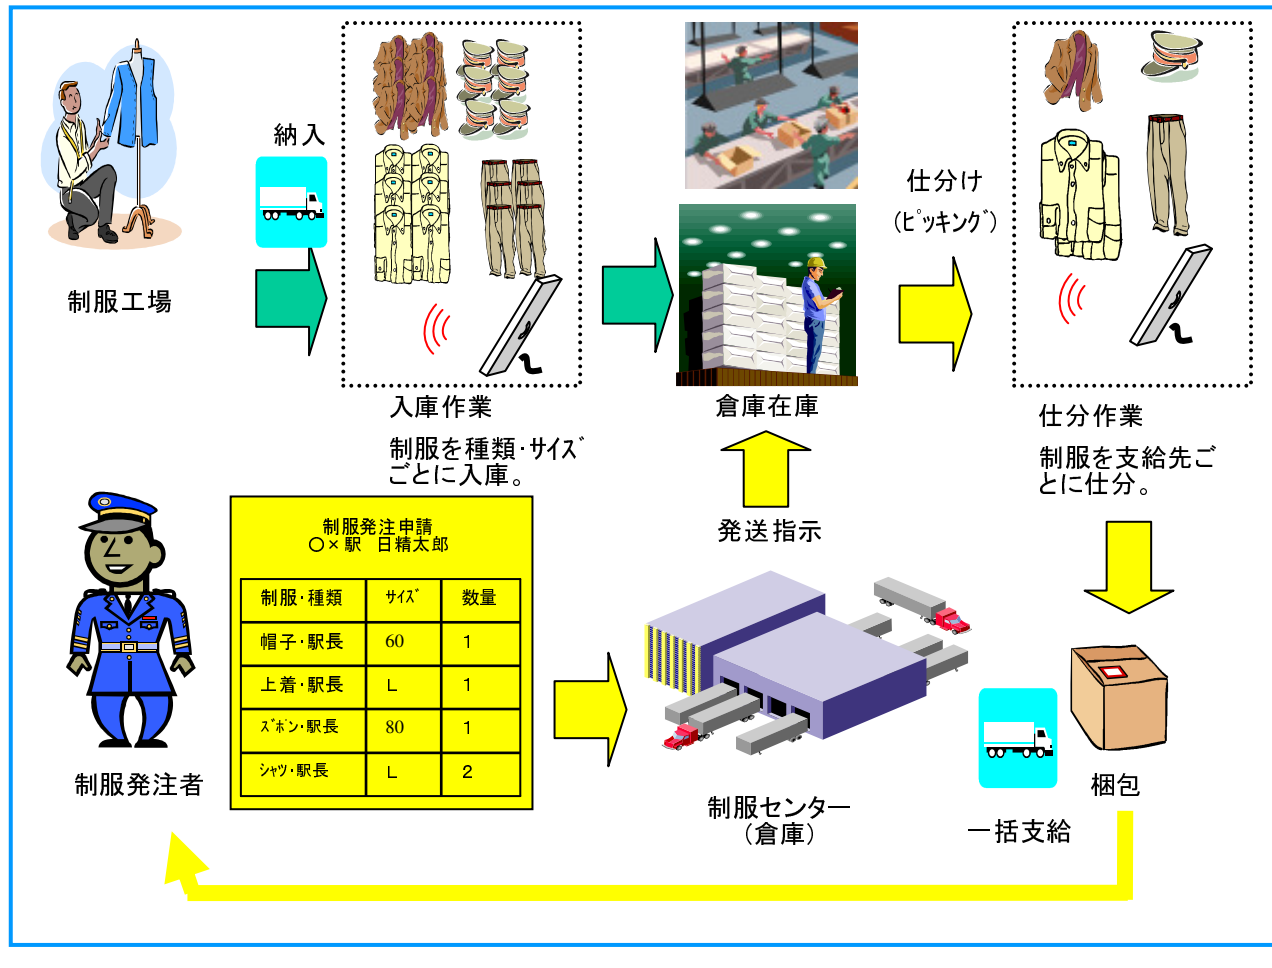 制服工場
納入
入庫作業
制服を種類・ｻｲｽﾞ
ごとに入庫。
倉庫在庫
仕分け
(ﾋﾟｯｷﾝｸﾞ)
仕分作業
制服を支給先ご
とに仕分。
発送指示
制服発注者
制服発注申請
○×駅　日精太郎
制服・種類 ｻｲｽﾞ 数量
帽子・駅長 60 1
上着・駅長 L 1
ｽﾞﾎﾞﾝ・駅長 80 1
ｼｬﾂ・駅長 L 2
制服センター
(倉庫)
梱包
一括支給